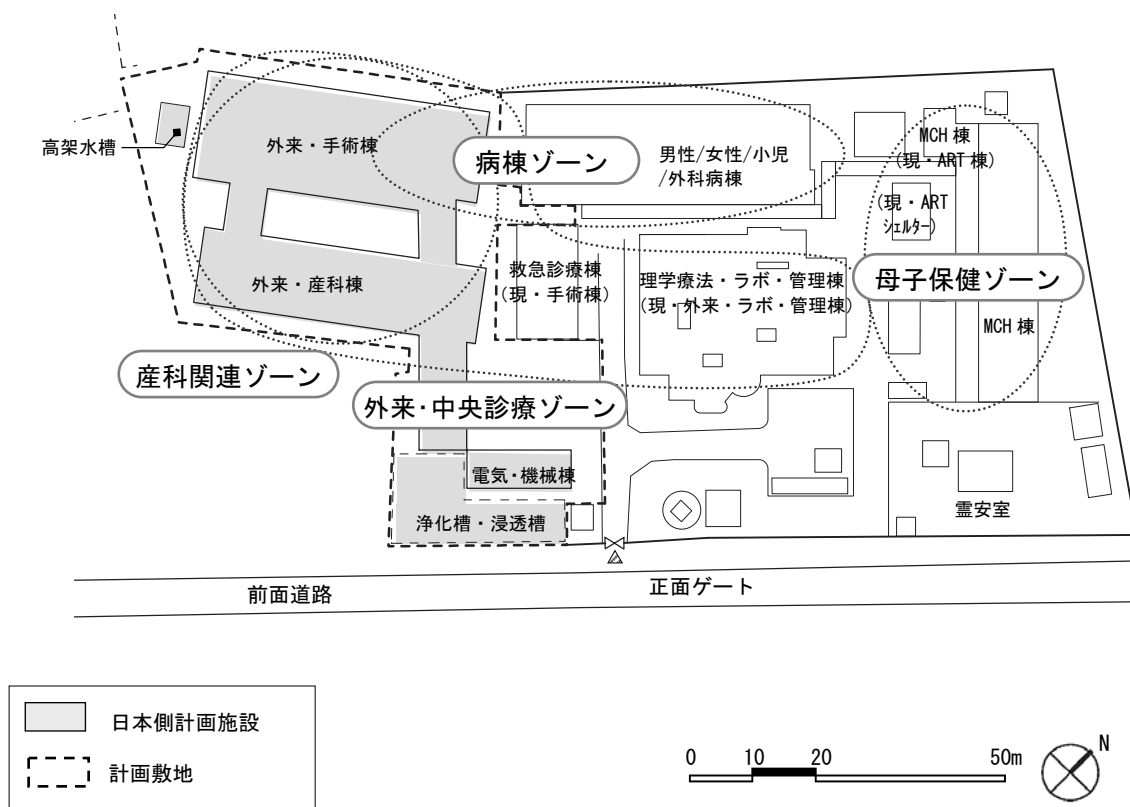 高架水槽
外来・手術棟
病棟ゾーン
男性/女性/小児
/外科病棟
MCH 棟
(現・ART 棟)
(現・ART
シェルター)
外来・産科棟
救急診療棟
(現・手術棟)
理学療法・ラボ・管理棟
(現・外来・ラボ・管理棟)
母子保健ゾーン
MCH 棟
産科関連ゾーン
外来・中央診療ゾーン
電気・機械棟
浄化槽・浸透槽
霊安室
前面道路
正面ゲート
日本側計画施設
計画敷地
0 10 20 50m
N